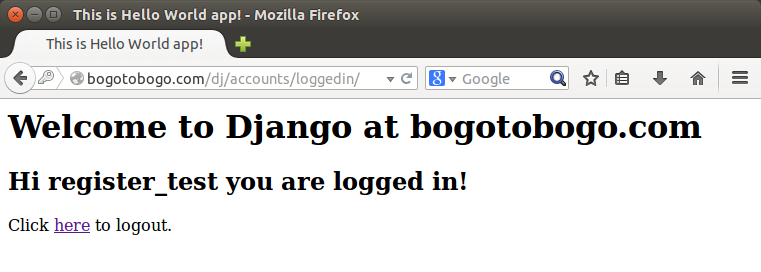 This is Hello World app! - Mozilla Firefox
This is Hello World app!
bogotobogo.com/dj/accounts/loggedin/
Google
Welcome to Django at bogotobogo.com
Hi register_test you are logged in!
Click here to logout.